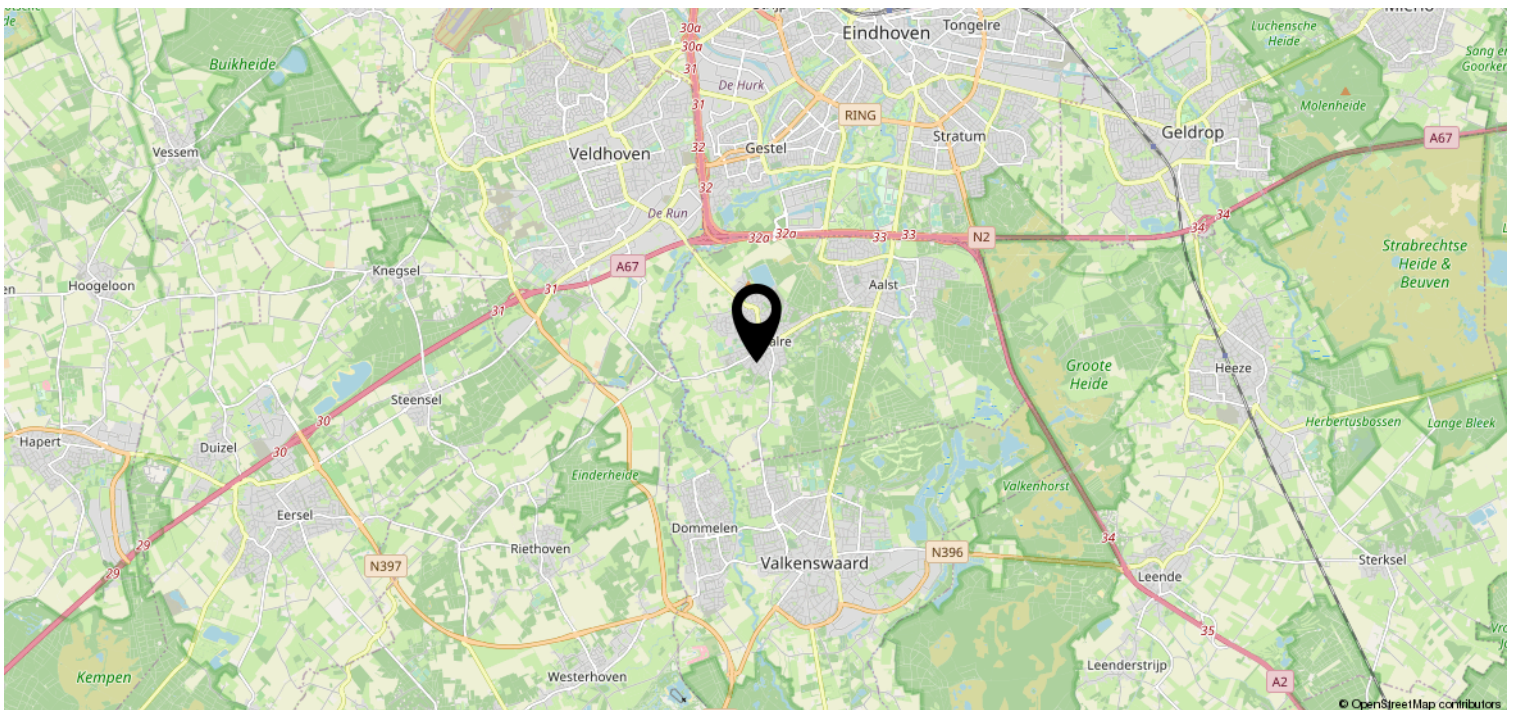 Eindhoven
Tongelre
30a
30a
Luchensche
Heide
Buikheide
31
De Hurk
31
Molenheide
RING
Stratum
Geldrop
A67
Vessem
Veldhoven
32
Gestel
32
De Run
34
34
32a
32a
33
33
N2
Strabrechtse
Heide &
Beuven
Knegsel
A67
Hoogeloon
31
31
Aalst
alre
Groote
Heide
Heeze
Steensel
30
30
Herbertusbossen
Lange Bleek
Hapert
Duizel
Einderheide
Valkenhorst
Eersel
Dommelen
29
29
Riethoven
N397
Valkenswaard
N396
34
Sterksel
Leende
35
Leenderstrijp
Kempen
Westerhoven
A2
© OpenStreetMap contributors